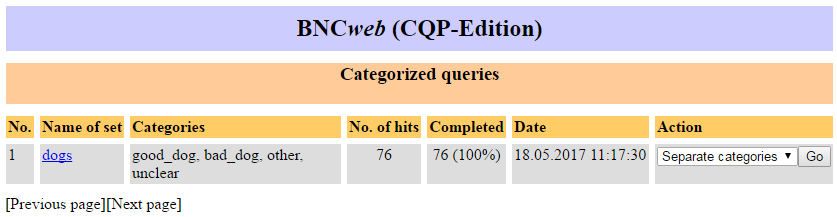 BNCweb (CQP-Edition)
Categorized queries
No. Name of set Categories No. of hits Completed Date Action
1 dogs good_dog, bad_dog, other, 76 76 (100%) 18.05.2017 11:17:30 Separate categories Go
unclear
[Previous page][Next page]